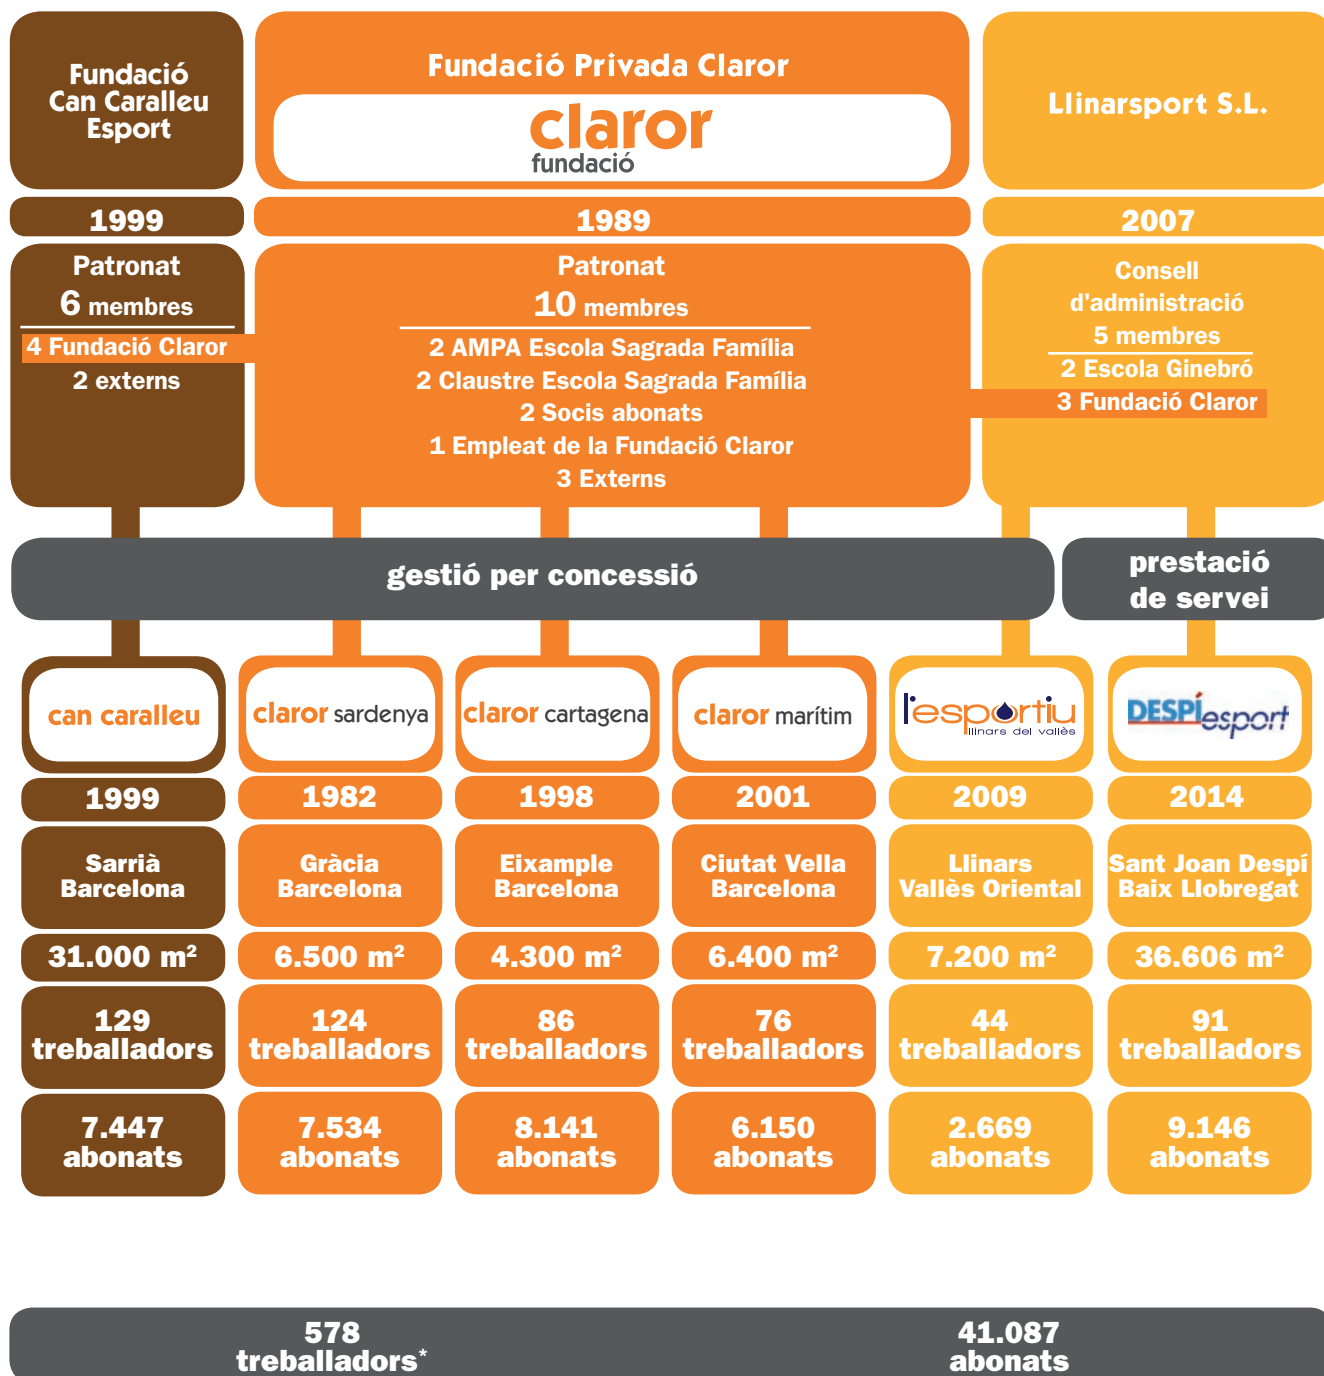 Fundació
Can Caralleu
Esport
1999
Patronat
6 membres
4 Fundació Claror
2 externs
Fundació Privada Claror
claror
fundació
1989
Patronat
10 membres
2 AMPA Escola Sagrada Família
2 Claustre Escola Sagrada Família
2 Socis abonats
1 Empleat de la Fundació Claror
3 Externs
Llinarsport S.L.
2007
Consell
d'administració
5 membres
2 Escola Ginebró
3 Fundació Claror
gestió per concessió
prestació
de servei
can caralleu
1999
Sarrià
Barcelona
31.000 m²
129
treballadors
7.447
abonats
claror sardenya
1982
Gràcia
Barcelona
6.500 m²
124
treballadors
7.534
abonats
claror cartagena
1998
Eixample
Barcelona
4.300 m²
86
treballadors
8.141
abonats
claror marítim
2001
Ciutat Vella
Barcelona
6.400 m²
76
treballadors
6.150
abonats
l'esportiu
llinars del vallès
2009
Llinars
Vallès Oriental
7.200 m²
44
treballadors
2.669
abonats
DESPÍ esport
2014
Sant Joan Despí
Baix Llobregat
36.606 m²
91
treballadors
9.146
abonats
578
treballadors*
41.087
abonats